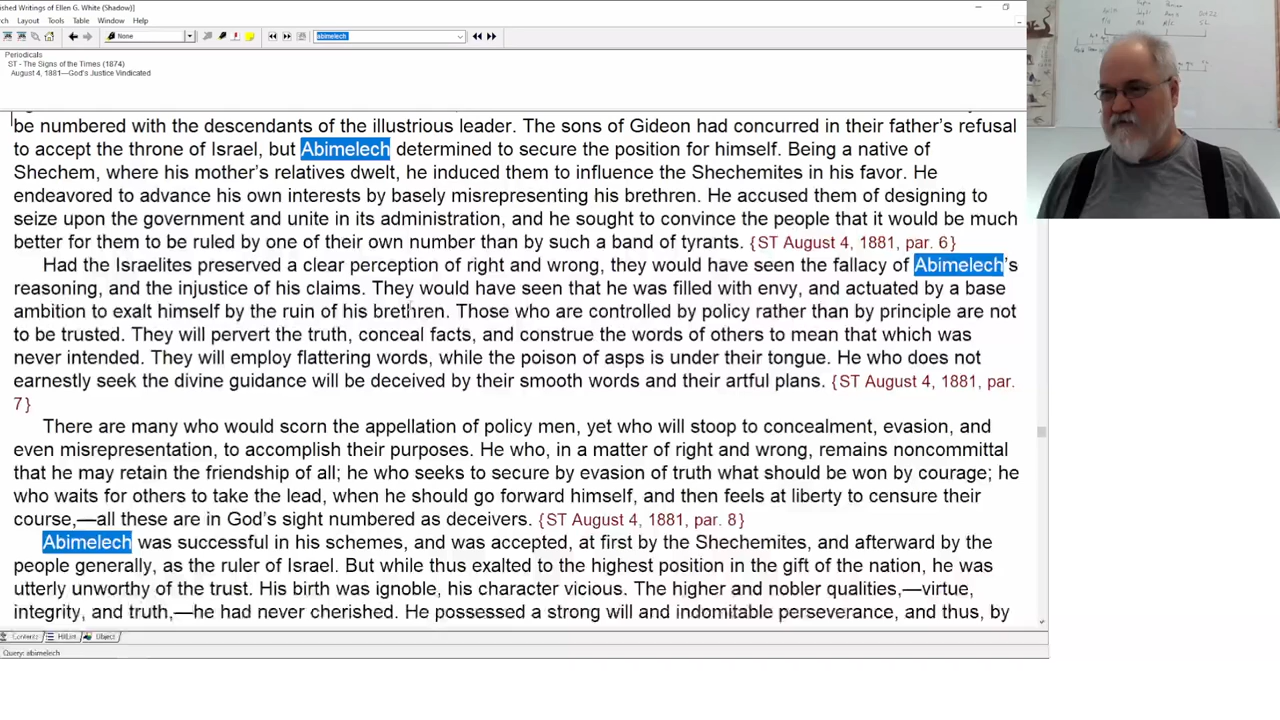 ished Writings of Ellen G. White (Shadow)]
rch Layout Tools Table Window Help
None
abimelech
Periodicals
ST - The Signs of the Times (1874)
August 4, 1881—God's Justice Vindicated
be numbered with the descendants of the illustrious leader. The sons of Gideon had concurred in their father's refusal
to accept the throne of Israel, but Abimelech determined to secure the position for himself. Being a native of
Shechem, where his mother's relatives dwelt, he induced them to influence the Shechemites in his favor. He
endeavored to advance his own interests by basely misrepresenting his brethren. He accused them of designing to
seize upon the government and unite in its administration, and he sought to convince the people that it would be much
better for them to be ruled by one of their own number than by such a band of tyrants. {ST August 4, 1881, par. 6}
Had the Israelites preserved a clear perception of right and wrong, they would have seen the fallacy of Abimelech's
reasoning, and the injustice of his claims. They would have seen that he was filled with envy, and actuated by a base
ambition to exalt himself by the ruin of his brethren. Those who are controlled by policy rather than by principle are not
to be trusted. They will pervert the truth, conceal facts, and construe the words of others to mean that which was
never intended. They will employ flattering words, while the poison of asps is under their tongue. He who does not
earnestly seek the divine guidance will be deceived by their smooth words and their artful plans. {ST August 4, 1881, par.
7}
There are many who would scorn the appellation of policy men, yet who will stoop to concealment, evasion, and
even misrepresentation, to accomplish their purposes. He who, in a matter of right and wrong, remains noncommittal
that he may retain the friendship of all; he who seeks to secure by evasion of truth what should be won by courage; he
who waits for others to take the lead, when he should go forward himself, and then feels at liberty to censure their
course,—all these are in God's sight numbered as deceivers. {ST August 4, 1881, par. 8}
Abimelech was successful in his schemes, and was accepted, at first by the Shechemites, and afterward by the
people generally, as the ruler of Israel. But while thus exalted to the highest position in the gift of the nation, he was
utterly unworthy of the trust. His birth was ignoble, his character vicious. The higher and nobler qualities,—virtue,
integrity, and truth,—he had never cherished. He possessed a strong will and indomitable perseverance, and thus, by
Contents HitList Object
Query: abimelech